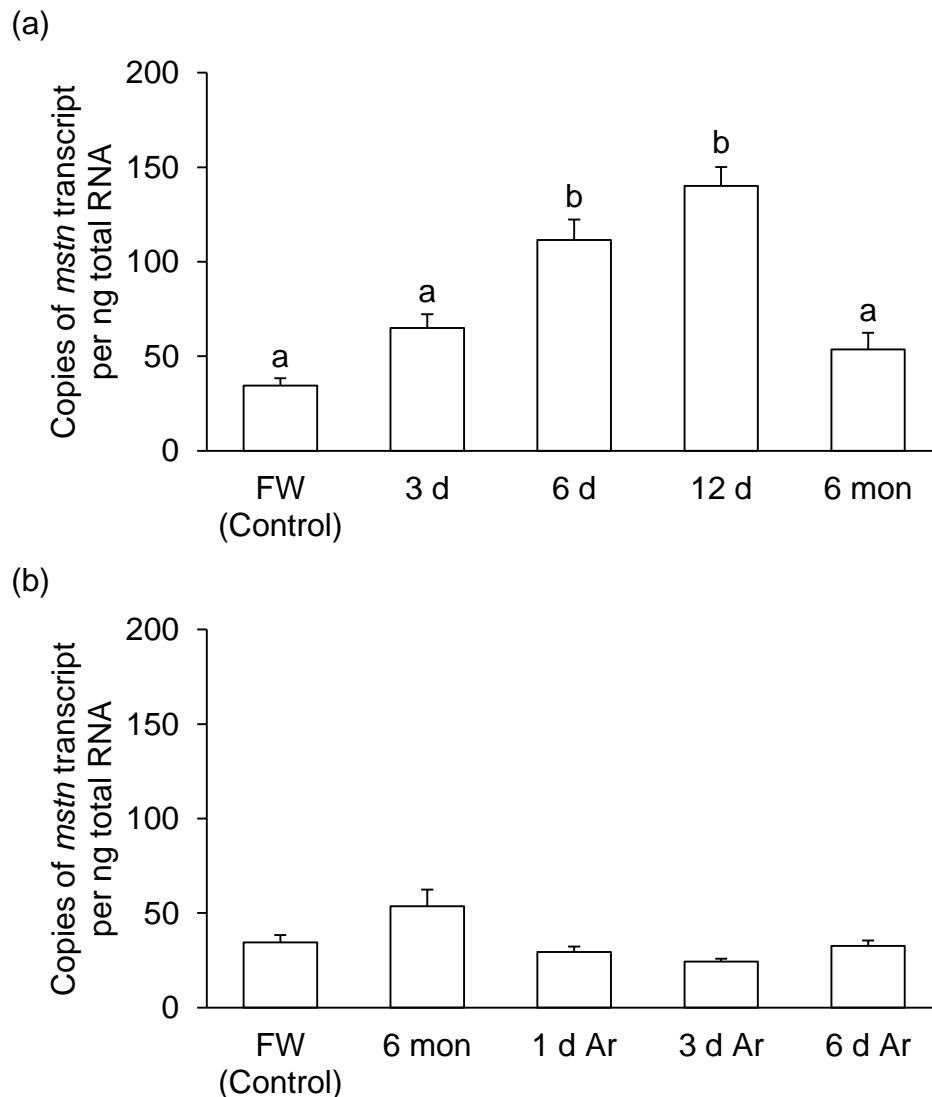 (a)
Copies of mstn transcript
per ng total RNA
200
150
100
50
0
a
a
b
b
a
FW
(Control)
3 d
6 d
12 d
6 mon
(b)
Copies of mstn transcript
per ng total RNA
200
150
100
50
0
FW
(Control)
6 mon
1 d Ar
3 d Ar
6 d Ar